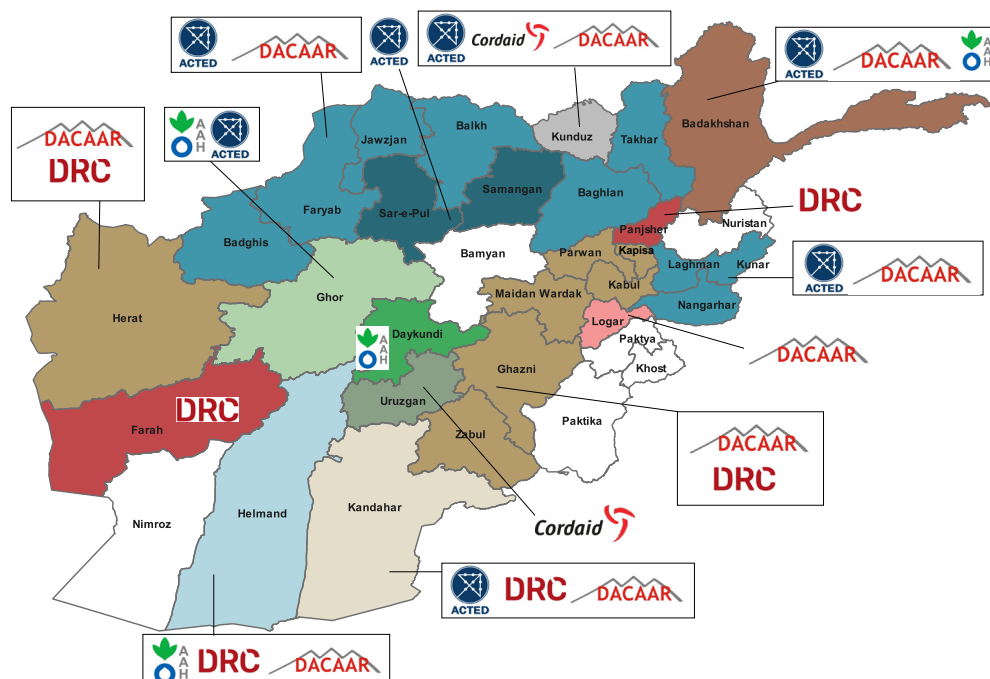 ACTED DACAAR
ACTED
ACTED Cordaid DACAAR
ACTED DACAAR A A H
DACAAR
DRC
A A H ACTED
Badakhshan
Balkh
Jawzjan
Kunduz
Takhar
Samangan
Baghlan
Faryab
Sar-e-Pul
DRC
Badghis
Panjsher
Nuristan
Bamyan
Parwan
Kapisa
Laghman
Kunar
ACTED DACAAR
Ghor
Maidan Wardak
Kabul
Nangarhar
Herat
Logar
Daykundi
A A H
Paktya
DACAAR
Ghazni
Khost
Uruzgan
DRC
Farah
Zabul
Paktika
DACAAR
DRC
Nimroz
Helmand
Kandahar
Cordaid
ACTED DRC DACAAR
A A H DRC DACAAR